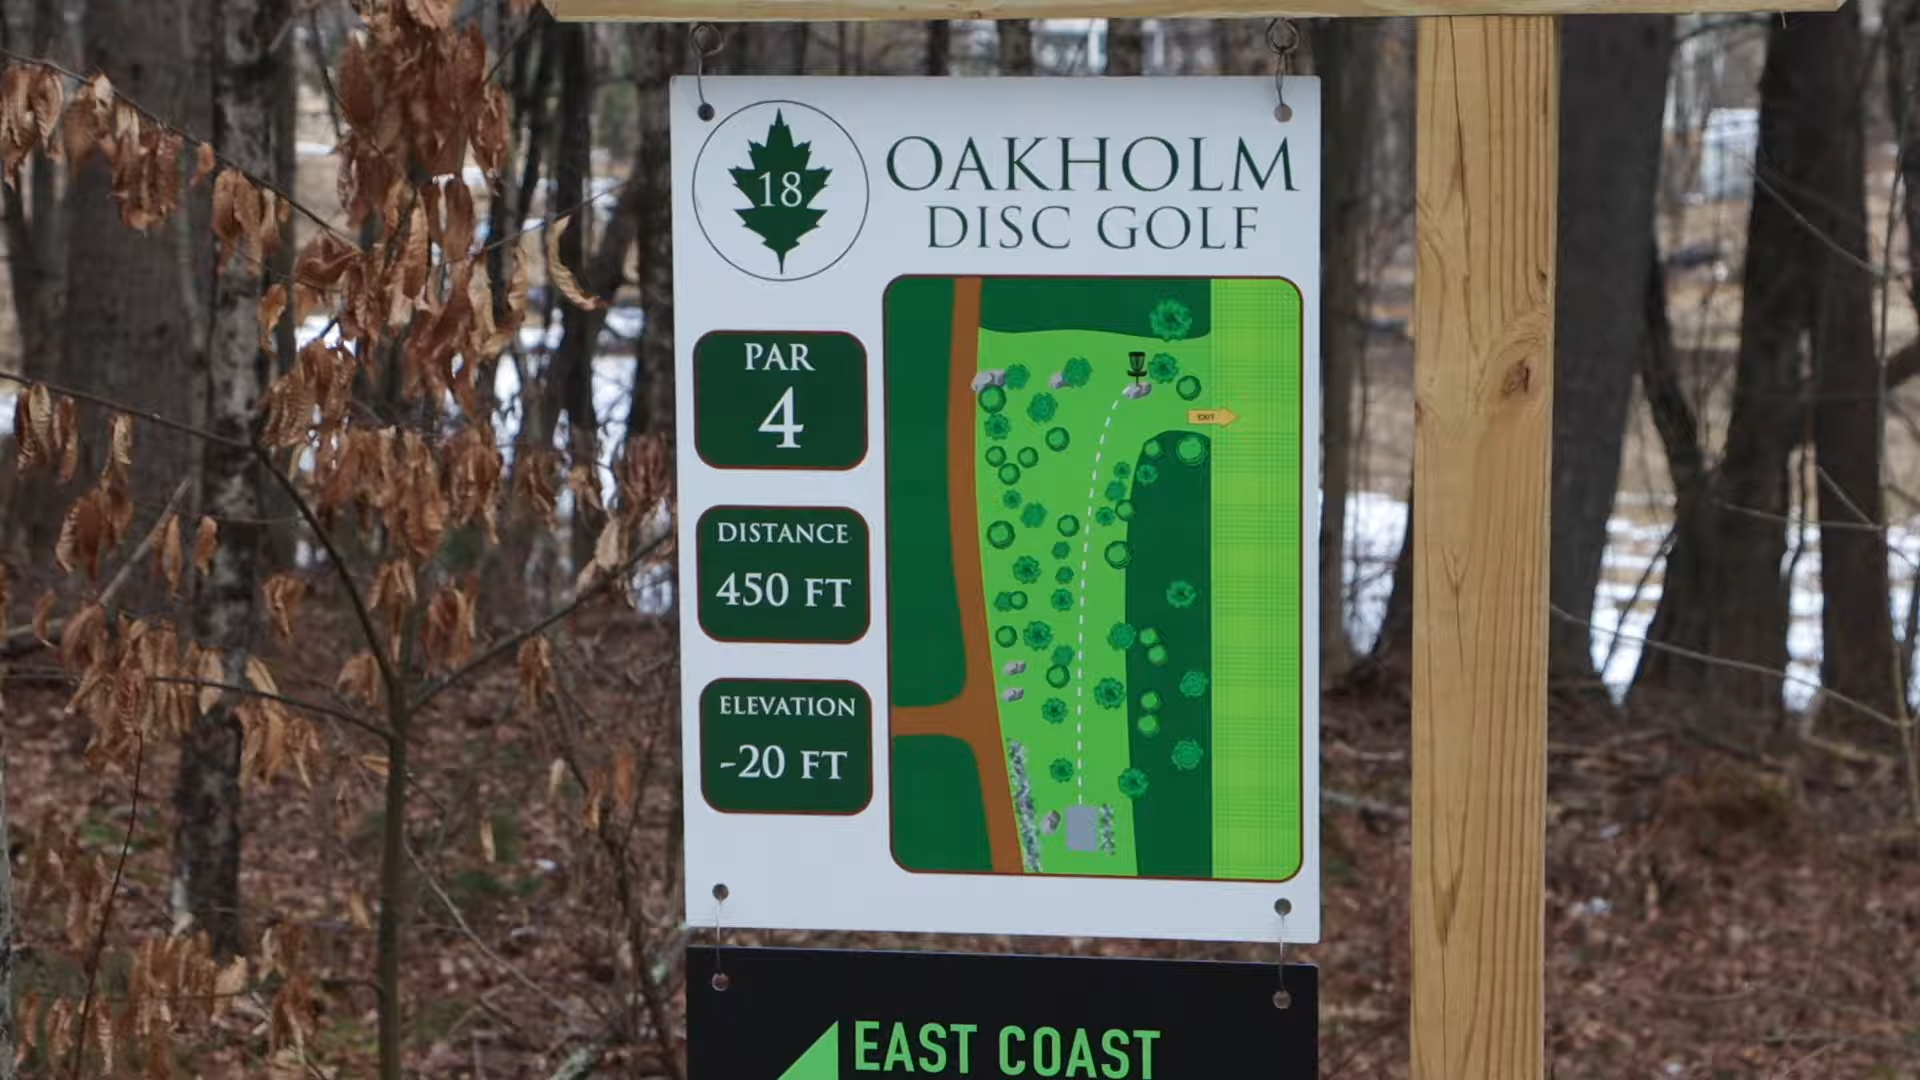 18
OAKHOLM
DISC GOLF
PAR
4
DISTANCE
450 FT
ELEVATION
-20 FT
EXIT
EAST COAST